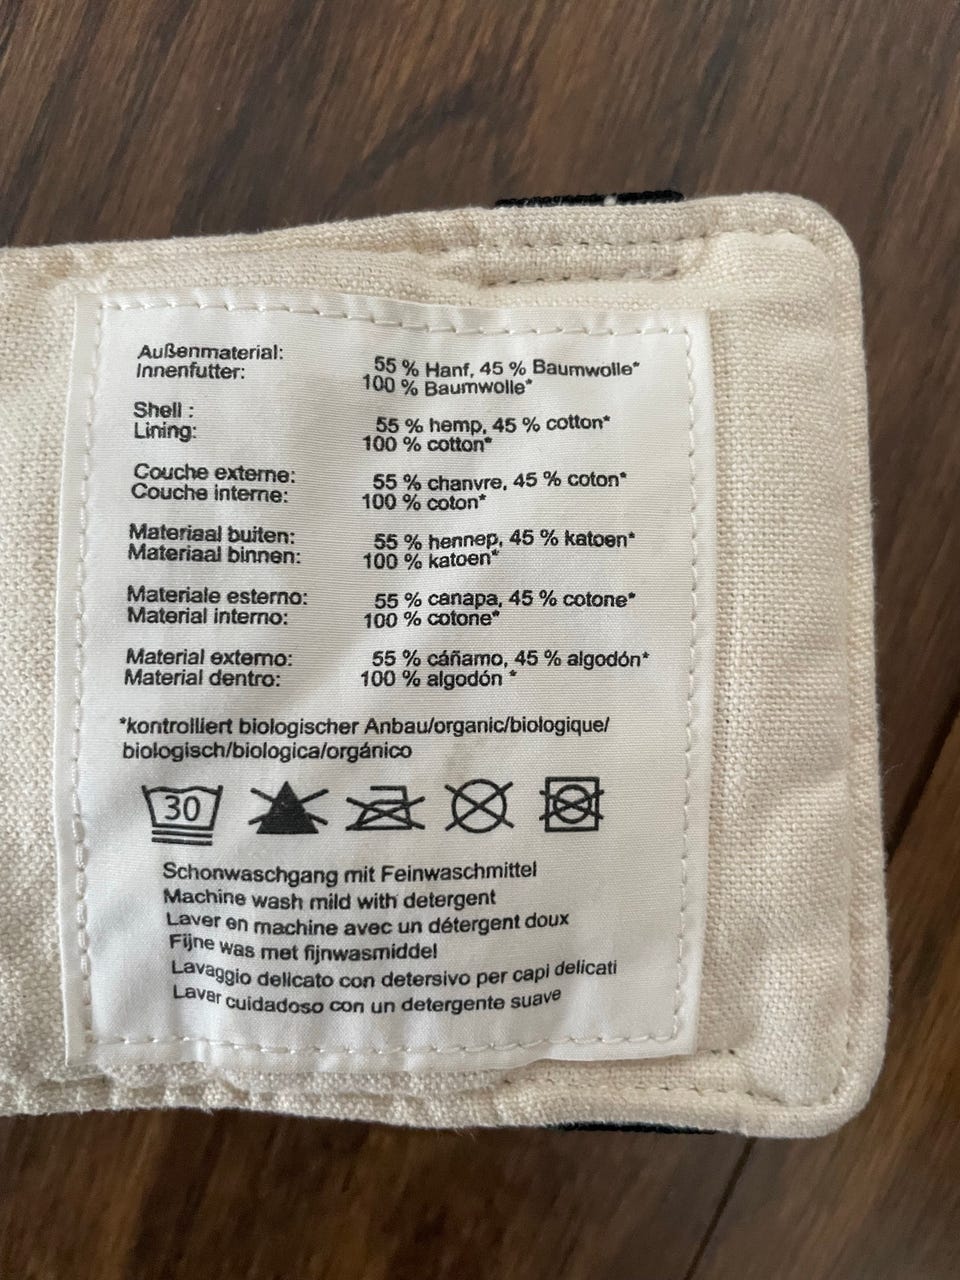 Außenmaterial: 55 % Hanf, 45 % Baumwolle*
Innenfutter: 100 % Baumwolle*
Shell : 55 % hemp, 45 % cotton*
Lining: 100 % cotton*
Couche externe: 55 % chanvre, 45 % coton*
Couche interne: 100 % coton*
Materiaal buiten: 55 % hennep, 45 % katoen*
Materiaal binnen: 100 % katoen*
Materiale esterno: 55 % canapa, 45 % cotone*
Material interno: 100 % cotone*
Material externo: 55 % cáñamo, 45 % algodón*
Material dentro: 100 % algodón *
*kontrolliert biologischer Anbau/organic/biologique/
biologisch/biologica/orgánico
30
Schonwaschgang mit Feinwaschmittel
Machine wash mild with detergent
Laver en machine avec un détergent doux
Fijne was met fijnwasmiddel
Lavaggio delicato con detersivo per capi delicati
Lavar cuidadoso con un detergente suave